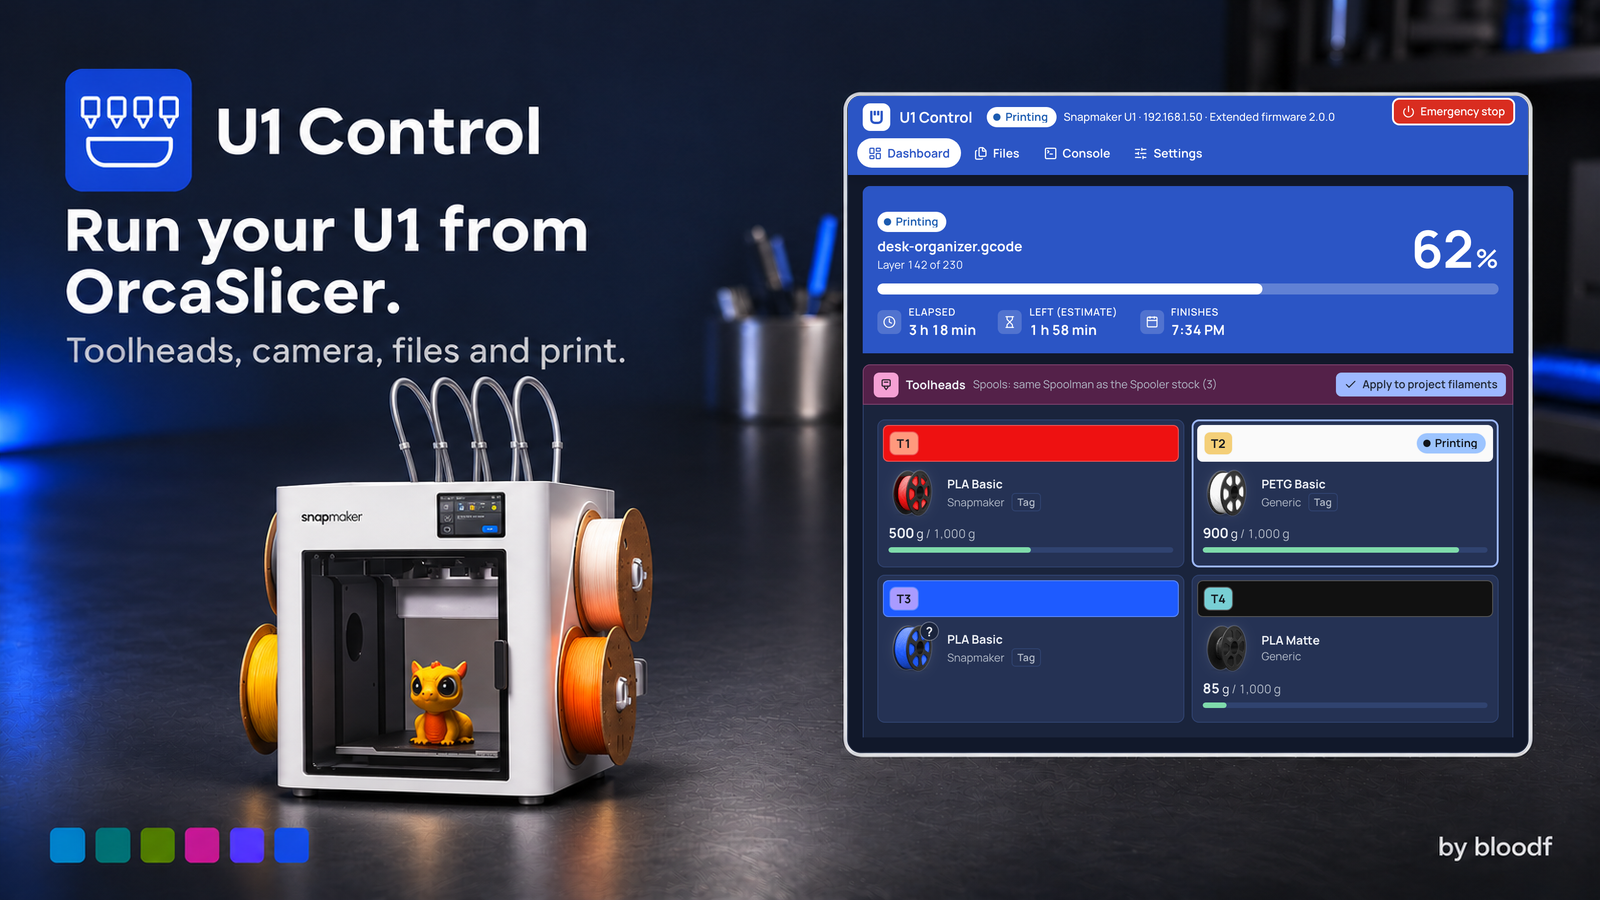 U1 Control
Run your U1 from
OrcaSlicer.
Toolheads, camera, files and print.
snapmaker
by bloodf
U1 Control
Printing
Snapmaker U1 · 192.168.1.50 · Extended firmware 2.0.0
Emergency stop
Dashboard
Files
Console
Settings
Printing
desk-organizer.gcode
Layer 142 of 230
62%
ELAPSED
3 h 18 min
LEFT (ESTIMATE)
1 h 58 min
FINISHES
7:34 PM
Toolheads
Spools: same Spoolman as the Spooler stock (3)
Apply to project filaments
T1
PLA Basic
Snapmaker
Tag
500 g / 1,000 g
T2
Printing
PETG Basic
Generic
Tag
900 g / 1,000 g
T3
?
PLA Basic
Snapmaker
Tag
T4
PLA Matte
Generic
85 g / 1,000 g